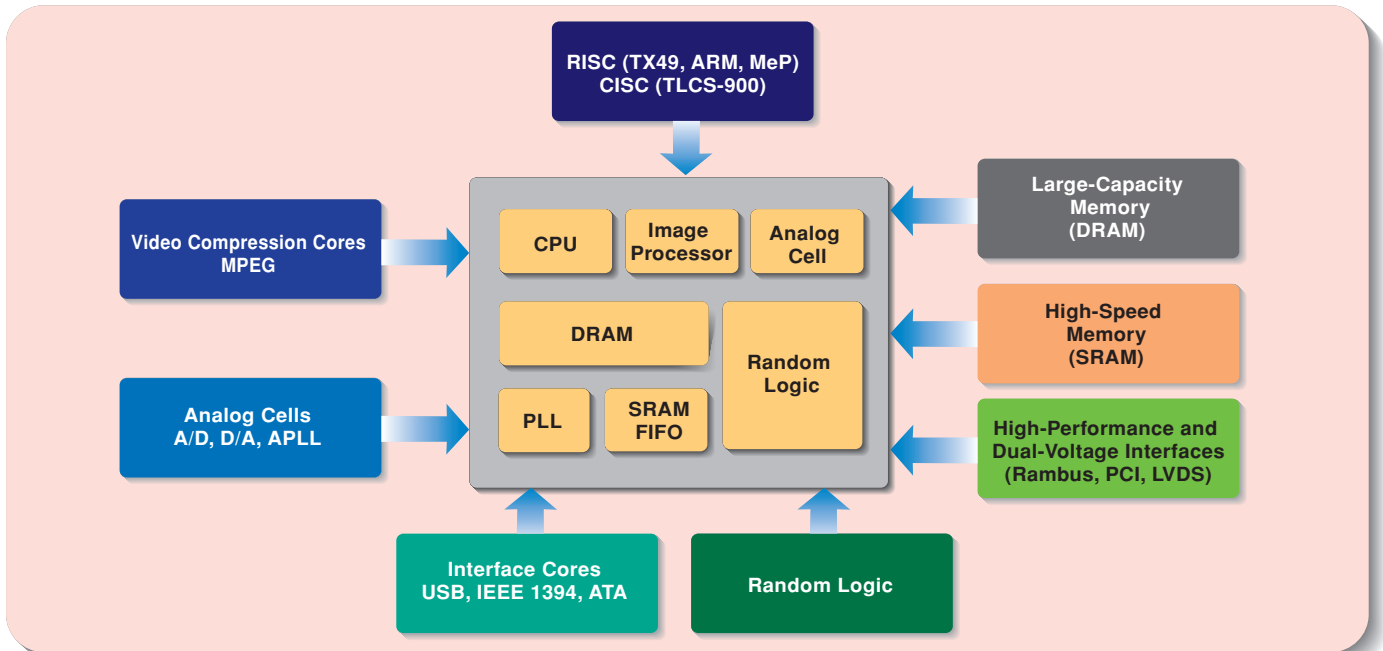 RISC (TX49, ARM, MeP)
CISC (TLCS-900)
Video Compression Cores
MPEG
Analog Cells
A/D, D/A, APLL
CPU
Image
Processor
Analog
Cell
DRAM
Random
Logic
PLL
SRAM
FIFO
Large-Capacity
Memory
(DRAM)
High-Speed
Memory
(SRAM)
High-Performance and
Dual-Voltage Interfaces
(Rambus, PCI, LVDS)
Interface Cores
USB, IEEE 1394, ATA
Random Logic